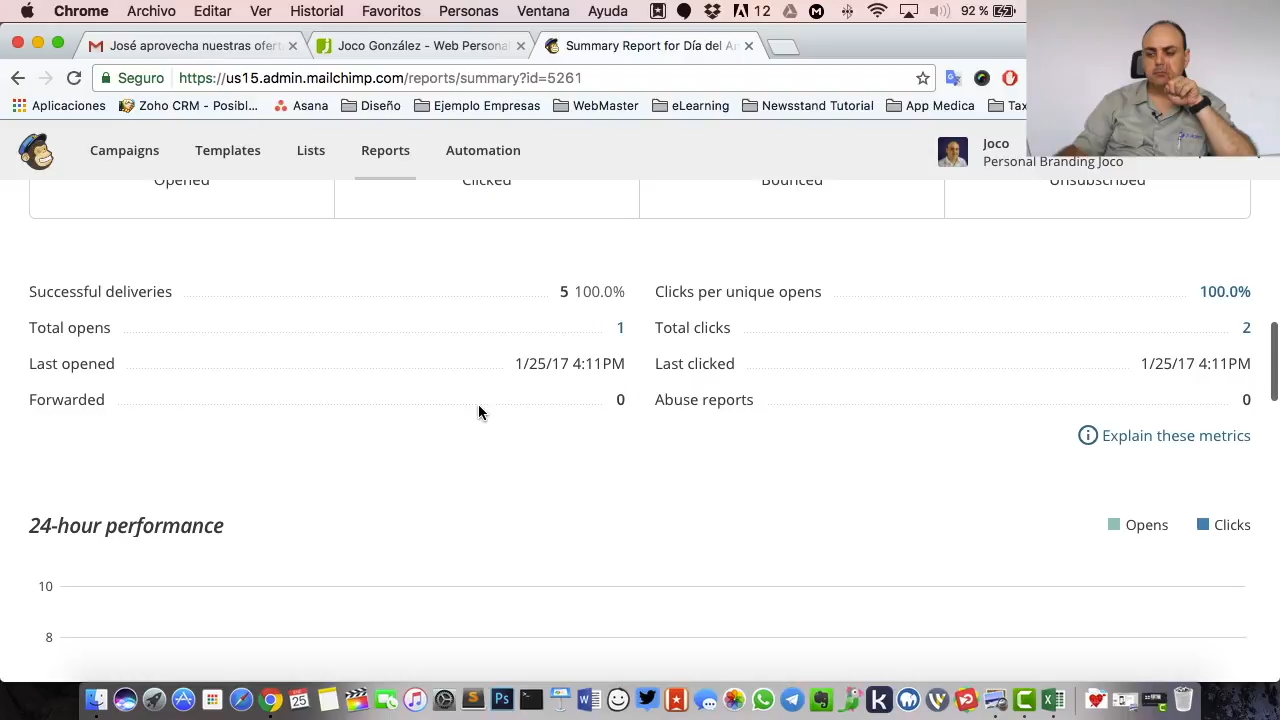 Chrome Archivo Editar Ver Historial Favoritos Personas Ventana Ayuda 12 92 %
José aprovecha nuestras ofert
Joco González - Web Personal
Summary Report for Día del Am
Seguro https://us15.admin.mailchimp.com/reports/summary?id=5261
Aplicaciones Zoho CRM - Posibl... Asana Diseño Ejemplo Empresas WebMaster eLearning Newsstand Tutorial App Medica Tax
Campaigns Templates Lists Reports Automation
Joco
Personal Branding Joco
Opened Clicked Bounced Unsubscribed
Successful deliveries 5 100.0%
Clicks per unique opens 100.0%
Total opens 1
Total clicks 2
Last opened 1/25/17 4:11PM
Last clicked 1/25/17 4:11PM
Forwarded 0
Abuse reports 0
Explain these metrics
24-hour performance
Opens Clicks
10
8
25